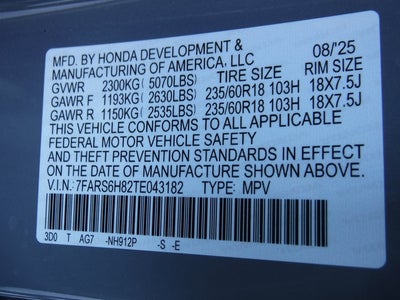 MFD. BY HONDA DEVELOPMENT &
MANUFACTURING OF AMERICA, LLC 08/'25
GVWR 2300KG ( 5070LBS) TIRE SIZE RIM SIZE
GAWR F 1193KG ( 2630LBS) 235/60R18 103H 18X7.5J
GAWR R 1150KG ( 2535LBS) 235/60R18 103H 18X7.5J
THIS VEHICLE CONFORMS TO ALL APPLICABLE
FEDERAL MOTOR VEHICLE SAFETY
AND THEFT PREVENTION STANDARDS IN EFFECT
ON THE DATE OF MANUFACTURE SHOWN ABOVE.
V.I.N.: 7FARS6H82TE043182 TYPE: MPV
3D0 T AG7 -NH912P -S -E